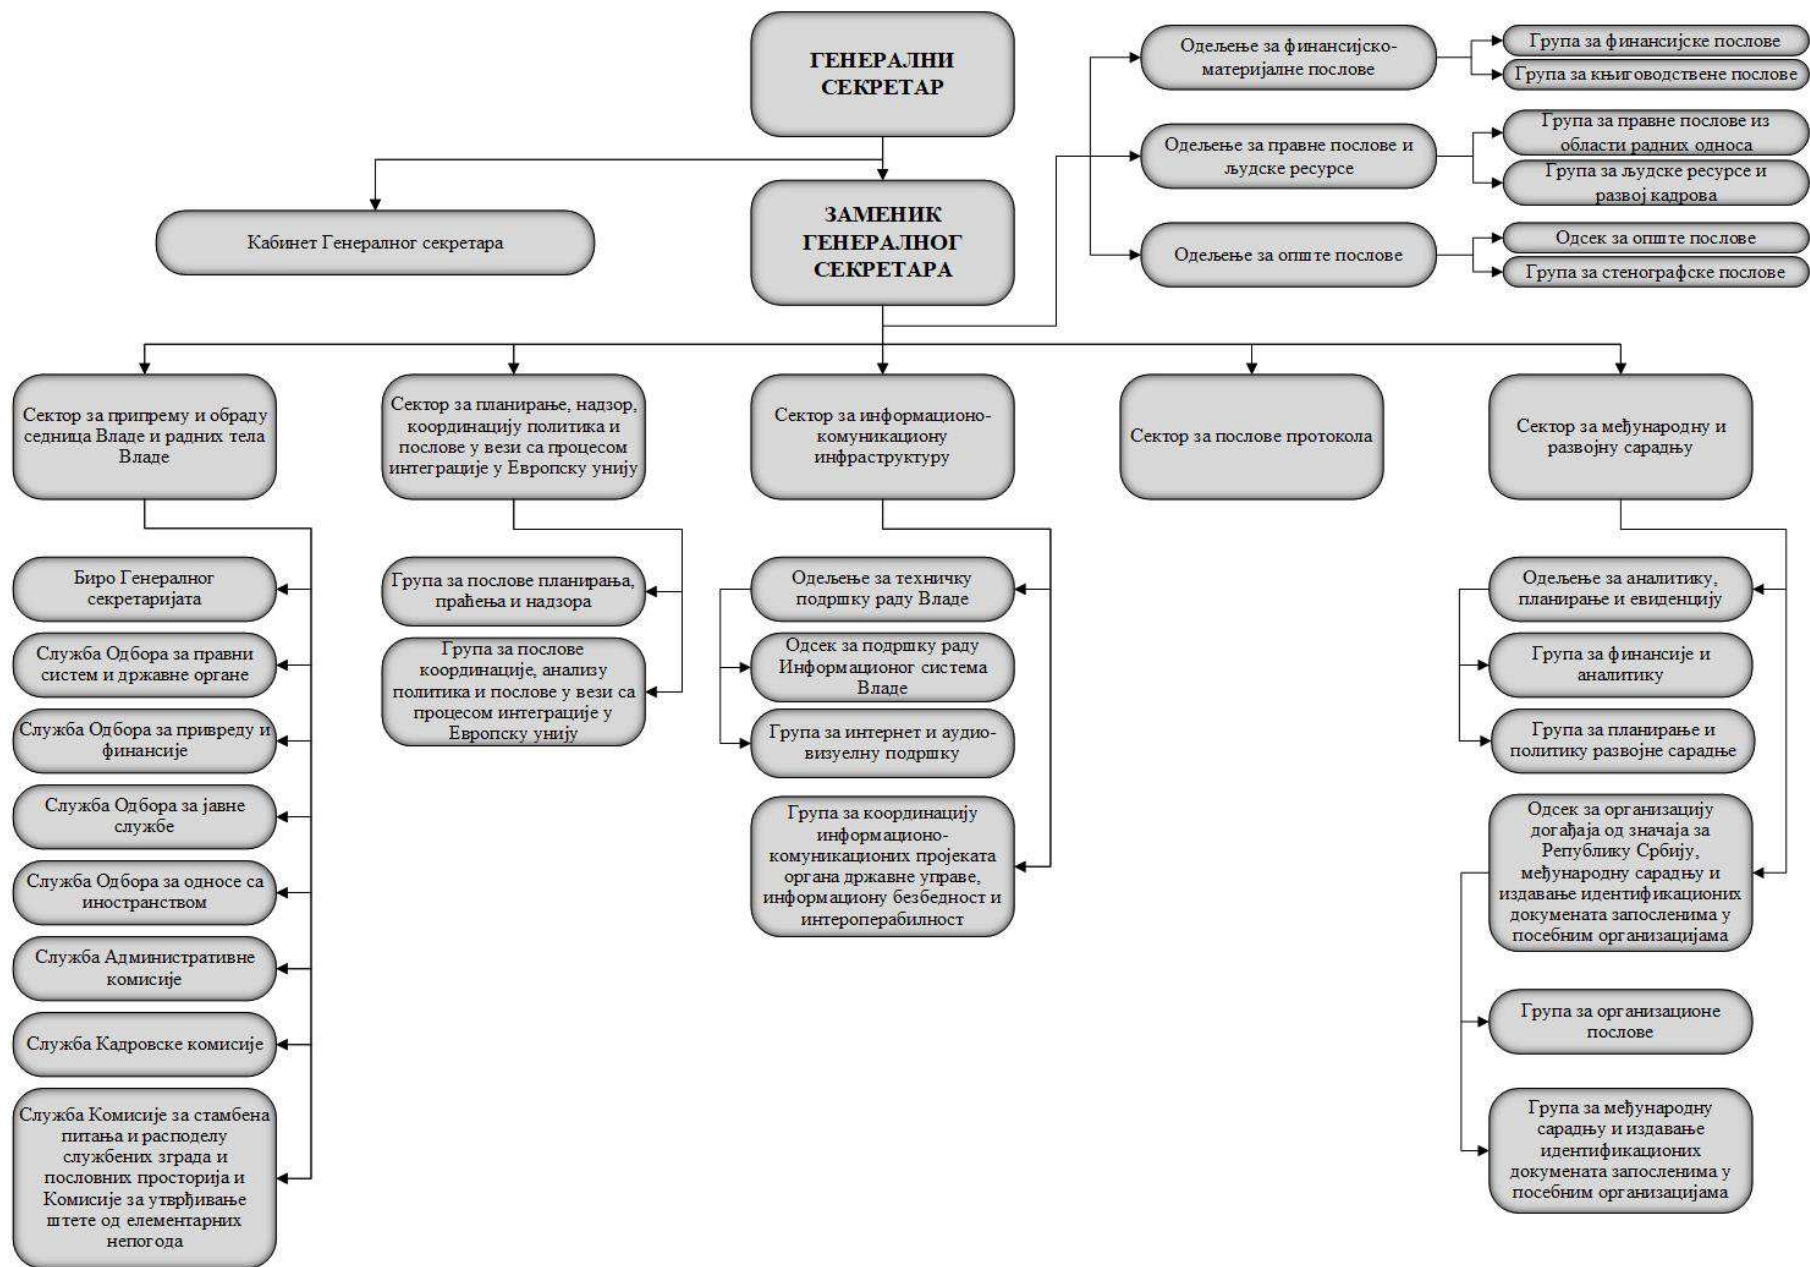 ГЕНЕРАЛНИ
СЕКРЕТАР
Кабинет Генералног секретара
ЗАМЕНИК
ГЕНЕРАЛНОГ
СЕКРЕТАРА
Одељење за финансијско-
материјалне послове
Група за финансијске послове
Група за књиговодствене послове
Одељење за правне послове и
људске ресурсе
Група за правне послове из
области радних односа
Група за људске ресурсе и
развој кадрова
Одељење за опште послове
Одсек за опште послове
Група за стенографске послове
Сектор за припрему и обраду
седница Владе и радних тела
Владе
Биро Генералног
секретаријата
Служба Одбора за правни
систем и државне органе
Служба Одбора за привреду и
финансије
Служба Одбора за јавне
службе
Служба Одбора за односе са
иностранством
Служба Административне
комисије
Служба Кадровске комисије
Служба Комисије за стамбена
питања и расподелу
службених зграда и
пословних просторија и
Комисије за утврђивање
штете од елементарних
непогода
Сектор за планирање, надзор,
координацију политика и
послове у вези са процесом
интеграције у Европску унију
Група за послове планирања,
праћења и надзора
Група за послове
координације, анализу
политика и послове у вези са
процесом интеграције у
Европску унију
Сектор за информационо-
комуникациону
инфраструктуру
Одељење за техничку
подршку раду Владе
Одсек за подршку раду
Информационог система
Владе
Група за интернет и аудио-
визуелну подршку
Група за координацију
информационо-
комуникационих пројеката
органа државне управе,
информациону безбедност и
интероперабилност
Сектор за послове протокола
Сектор за међународну и
развојну сарадњу
Одељење за аналитику,
планирање и евиденцију
Група за финансије и
аналитику
Група за планирање и
политику развојне сарадње
Одсек за организацију
догађаја од значаја за
Републику Србију,
међународну сарадњу и
издавање идентификационих
докумената запосленима у
посебним организацијама
Група за организационе
послове
Група за међународну
сарадњу и издавање
идентификационих
докумената запосленима у
посебним организацијама